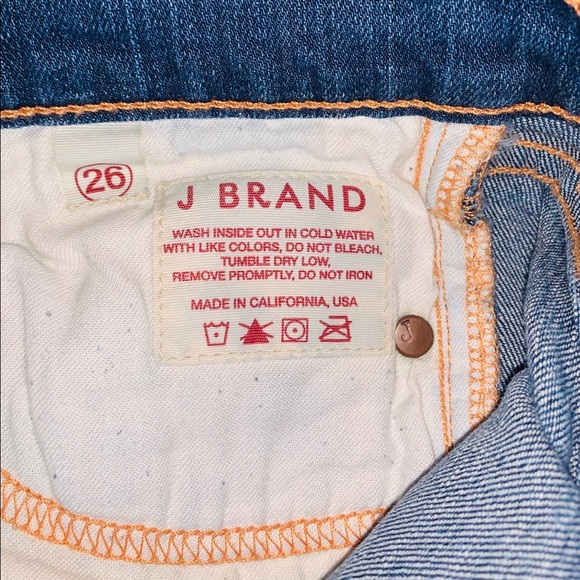 26
J BRAND
WASH INSIDE OUT IN COLD WATER
WITH LIKE COLORS, DO NOT BLEACH,
TUMBLE DRY LOW,
REMOVE PROMPTLY, DO NOT IRON
MADE IN CALIFORNIA, USA
J